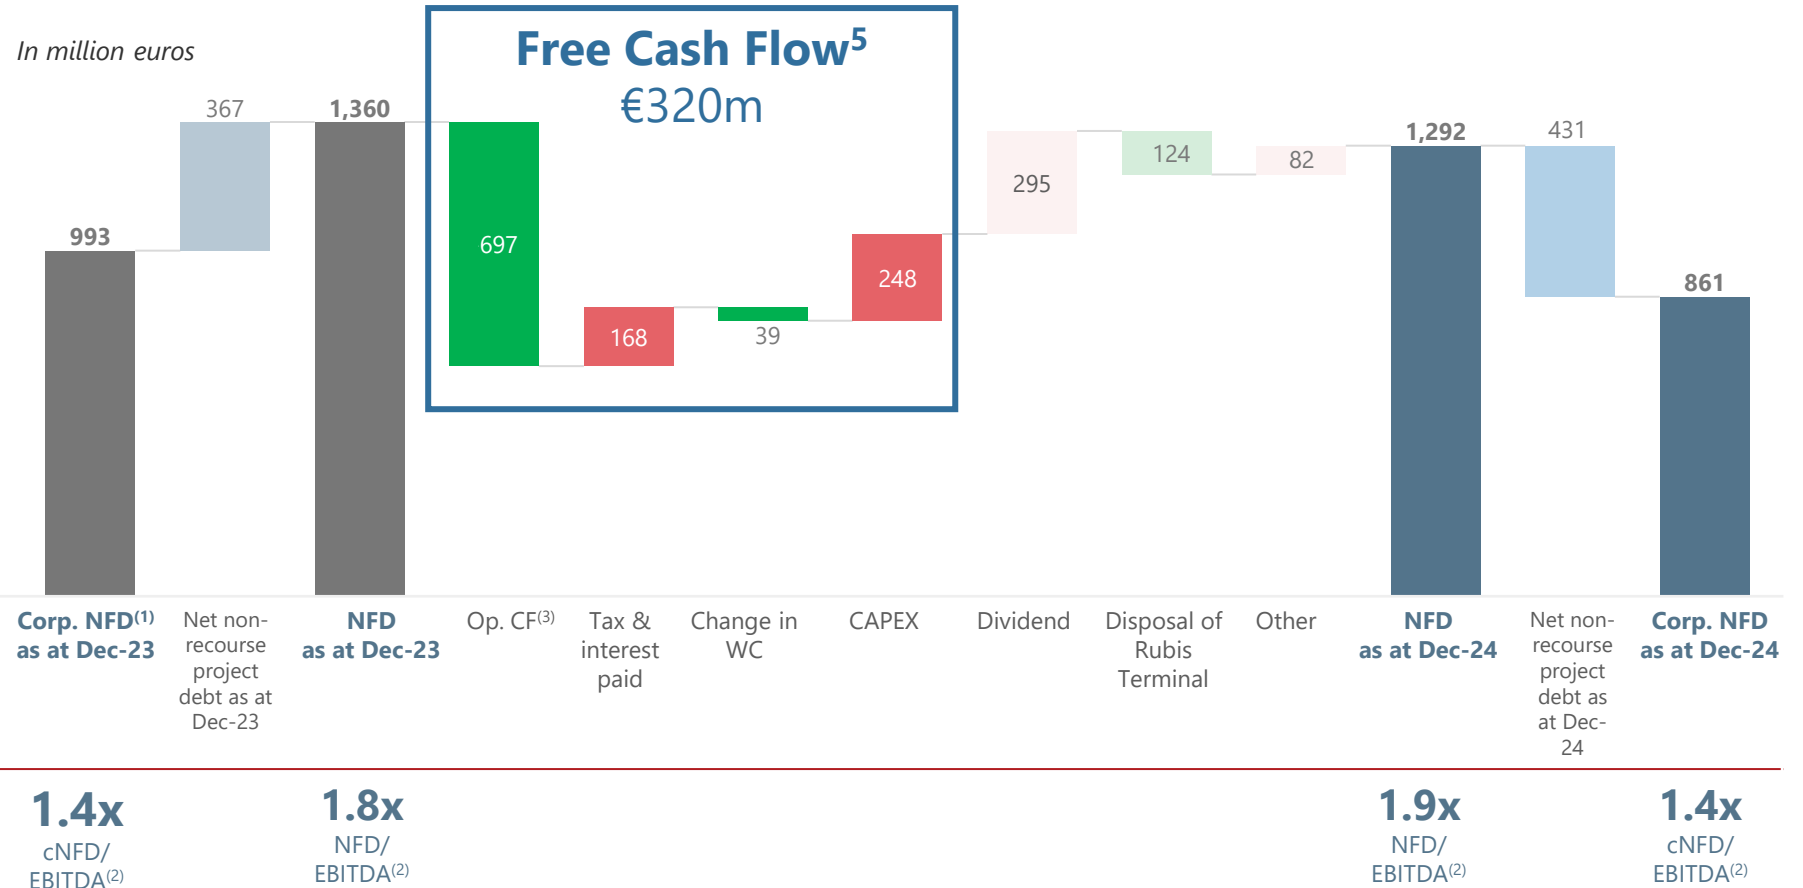 In million euros
Free Cash Flow⁵
€320m
367
1,360
993
697
168
39
248
295
124
82
1,292
431
861
Corp. NFD⁽¹⁾
as at Dec-23
Net non-
recourse
project
debt as at
Dec-23
NFD
as at Dec-23
Op. CF⁽³⁾
Tax &
interest
paid
Change in
WC
CAPEX
Dividend
Disposal of
Rubis
Terminal
Other
NFD
as at Dec-24
Net non-
recourse
project
debt as
at Dec-
24
Corp. NFD
as at Dec-24
1.4x
cNFD/
EBITDA⁽²⁾
1.8x
NFD/
EBITDA⁽²⁾
1.9x
NFD/
EBITDA⁽²⁾
1.4x
cNFD/
EBITDA⁽²⁾